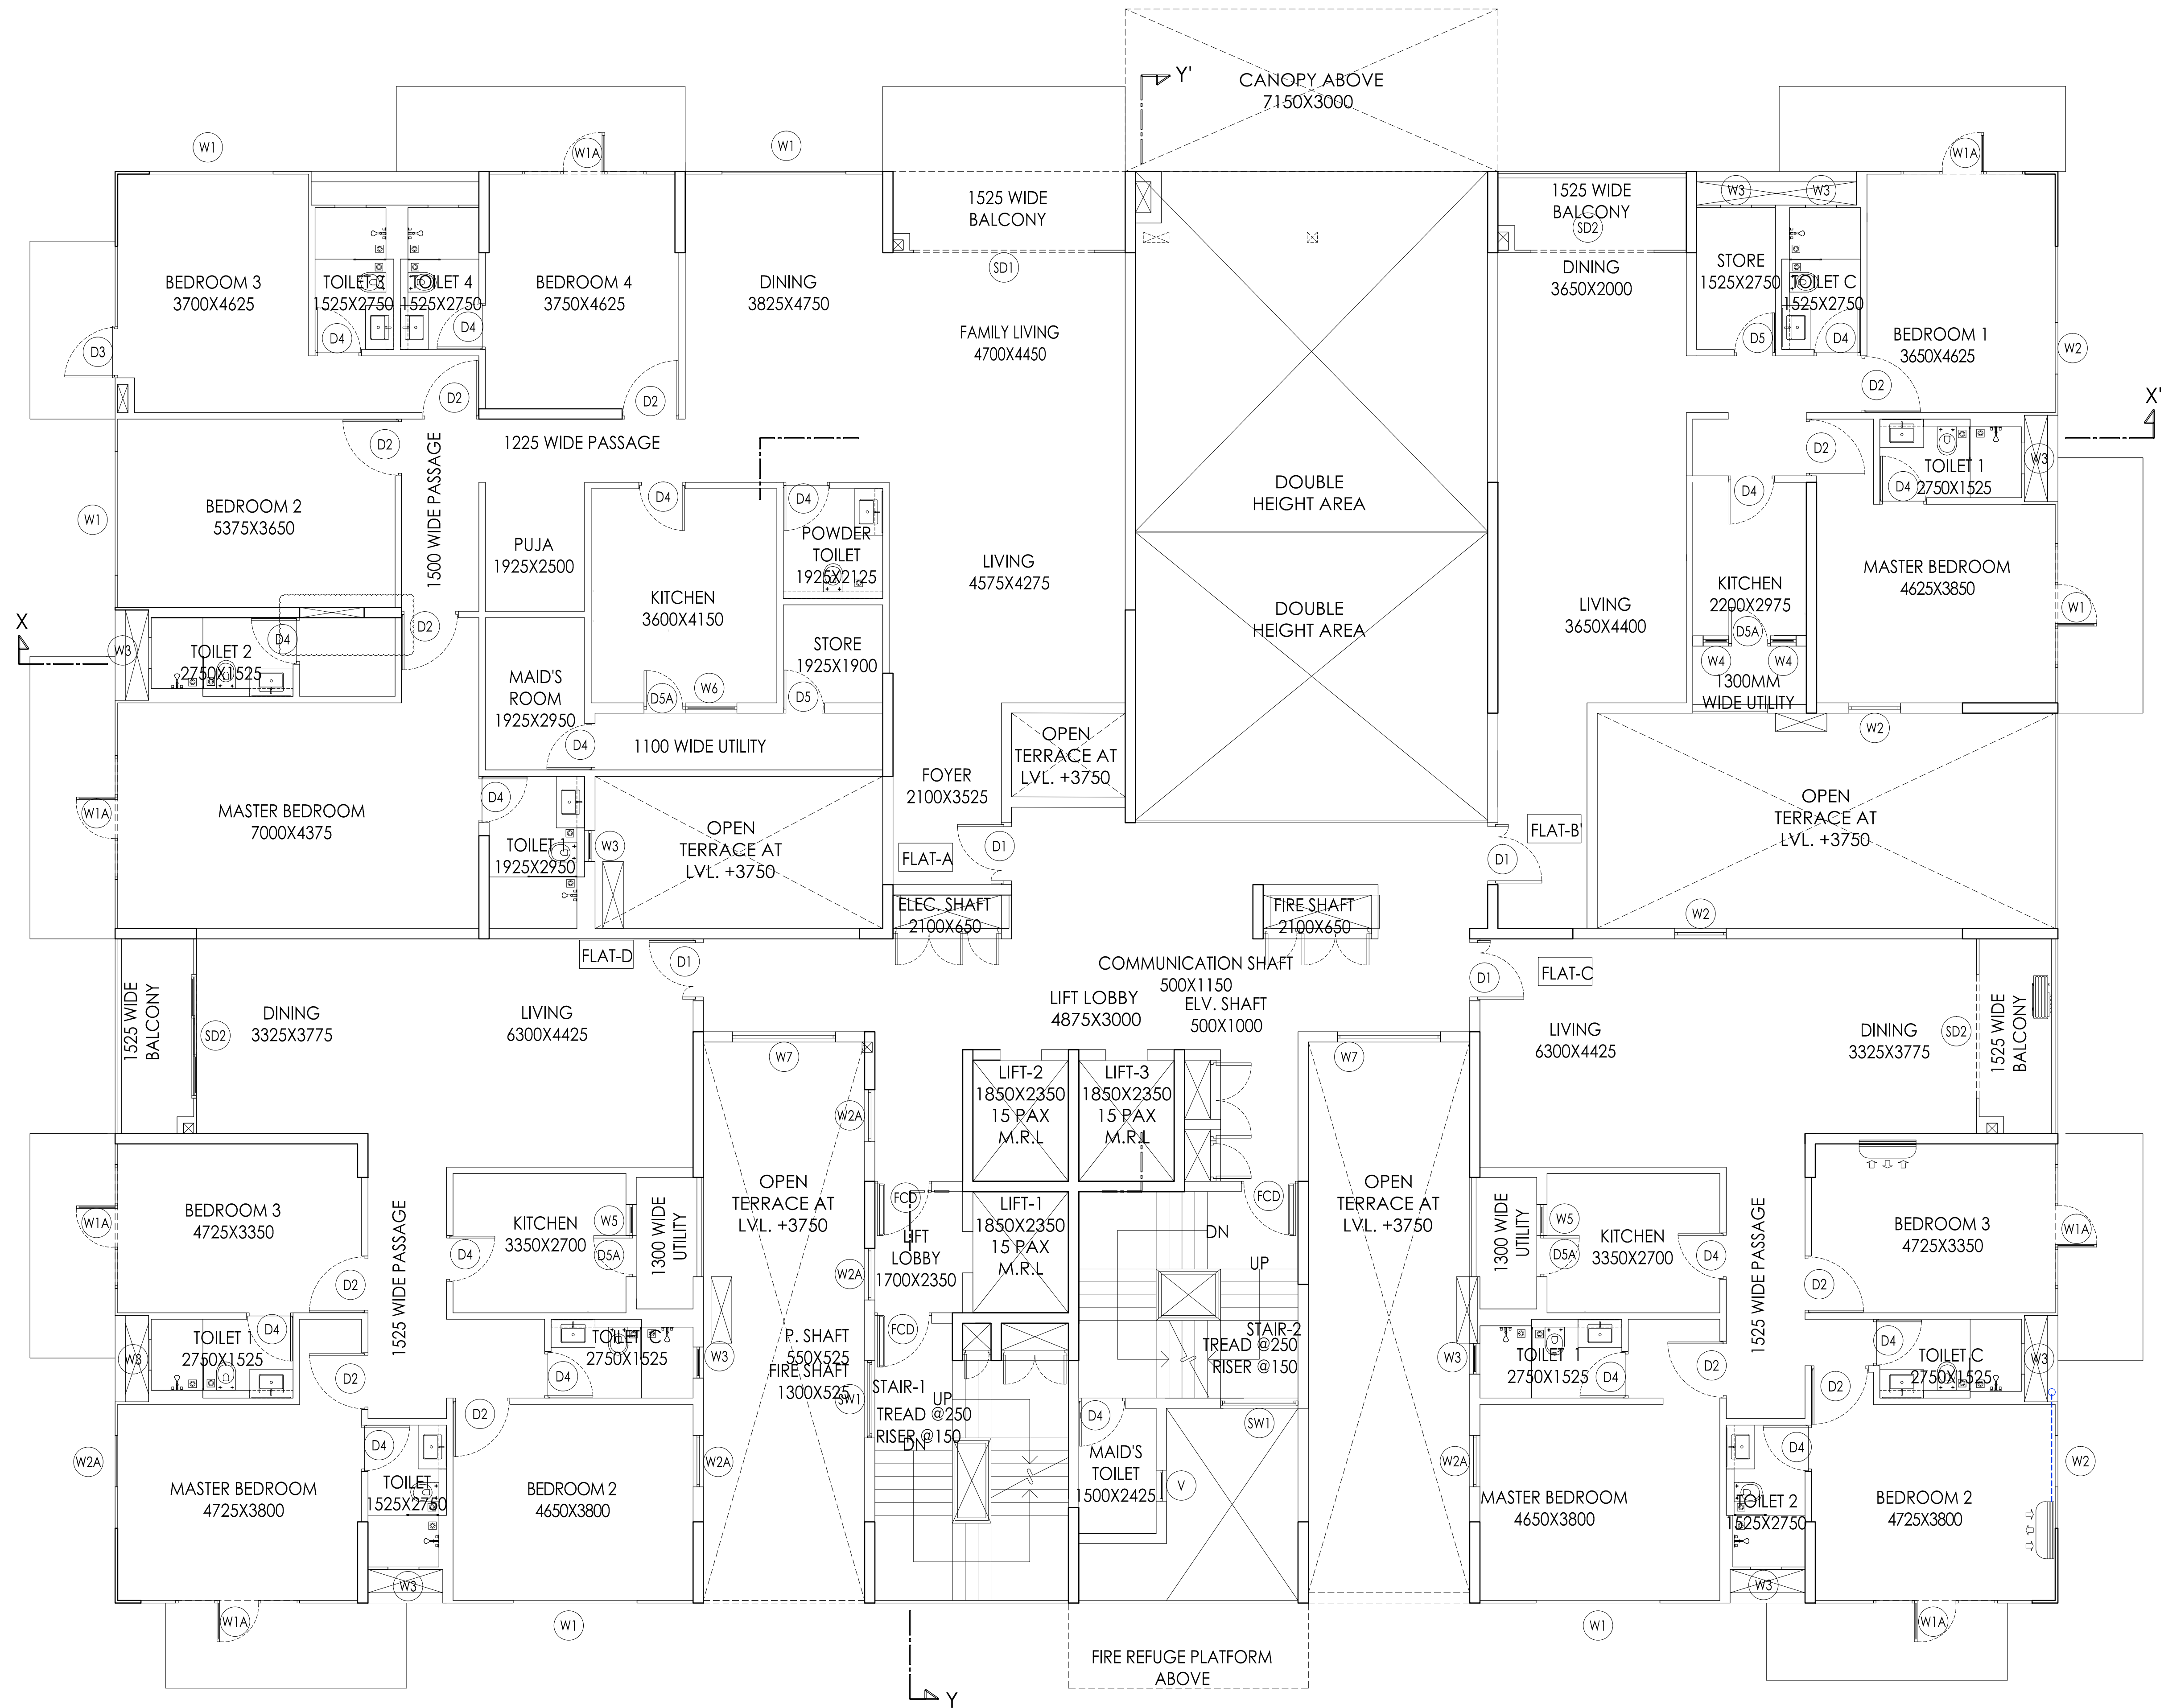 Y'
CANOPY ABOVE
7150X3000
W1
W1A
W1
W1A
1525 WIDE
BALCONY
1525 WIDE
BALCONY
SD2
W3
W3
BEDROOM 3
3700X4625
TOILET 3
1525X2750
TOILET 4
1525X2750
BEDROOM 4
3750X4625
DINING
3825X4750
SD1
DINING
3650X2000
STORE
1525X2750
TOILET C
1525X2750
D3
D4
D4
FAMILY LIVING
4700X4450
D5
D4
BEDROOM 1
3650X4625
W2
D2
D2
D2
X'
D2
1500 WIDE PASSAGE
1225 WIDE PASSAGE
D2
TOILET 1
2750X1525
W3
D4
BEDROOM 2
5375X3650
W1
D4
D4
DOUBLE
HEIGHT AREA
D4
PUJA
1925X2500
POWDER
TOILET
1925X2125
LIVING
4575X4275
MASTER BEDROOM
4625X3850
KITCHEN
3600X4150
DOUBLE
HEIGHT AREA
LIVING
3650X4400
KITCHEN
2200X2975
W1
X
D2
D4
W3
TOILET 2
2750X1525
STORE
1925X1900
D5A
W4
W4
1300MM
WIDE UTILITY
MAID'S
ROOM
1925X2950
D5A
W6
D5
D4
1100 WIDE UTILITY
OPEN
TERRACE AT
LVL. +3750
W2
FOYER
2100X3525
MASTER BEDROOM
7000X4375
W1A
D4
TOILET 1
1925X2950
W3
OPEN
TERRACE AT
LVL. +3750
OPEN
TERRACE AT
LVL. +3750
FLAT-A
D1
D1
FLAT-B'
ELEC. SHAFT
2100X650
FIRE SHAFT
2100X650
W2
FLAT-D
D1
COMMUNICATION SHAFT
500X1150
D1
FLAT-C
LIFT LOBBY
4875X3000
ELV. SHAFT
500X1000
1525 WIDE
BALCONY
SD2
DINING
3325X3775
LIVING
6300X4425
W7
W7
LIVING
6300X4425
DINING
3325X3775
SD2
1525 WIDE
BALCONY
LIFT-2
1850X2350
15 PAX
M.R.L
LIFT-3
1850X2350
15 PAX
M.R.L
W2A
BEDROOM 3
4725X3350
W1A
1525 WIDE PASSAGE
KITCHEN
3350X2700
W5
D4
D5A
1300 WIDE
UTILITY
OPEN
TERRACE AT
LVL. +3750
FCD
LIFT
LOBBY
1700X2350
W2A
LIFT-1
1850X2350
15 PAX
M.R.L
FCD
DN
UP
OPEN
TERRACE AT
LVL. +3750
1300 WIDE
UTILITY
W5
D5A
KITCHEN
3350X2700
D4
1525 WIDE PASSAGE
BEDROOM 3
4725X3350
W1A
D2
D2
FCD
W3
TOILET 1
2750X1525
D4
D2
TOILET C
2750X1525
D4
W3
P. SHAFT
550X525
FIRE SHAFT
1300X525
SW1
STAIR-1
UP
TREAD @250
RISER @150
DN
STAIR-2
TREAD @250
RISER @150
W3
TOILET 1
2750X1525
D4
D2
D4
TOILET C
2750X1525
W3
D2
D2
D4
SW1
D4
W2A
MASTER BEDROOM
4725X3800
D4
TOILET
1525X2750
BEDROOM 2
4650X3800
W2A
MAID'S
TOILET
1500X2425
V
W2A
MASTER BEDROOM
4650X3800
TOILET 2
1525X2750
BEDROOM 2
4725X3800
W2
W3
W3
W1A
W1
W1
W1A
FIRE REFUGE PLATFORM
ABOVE
Y